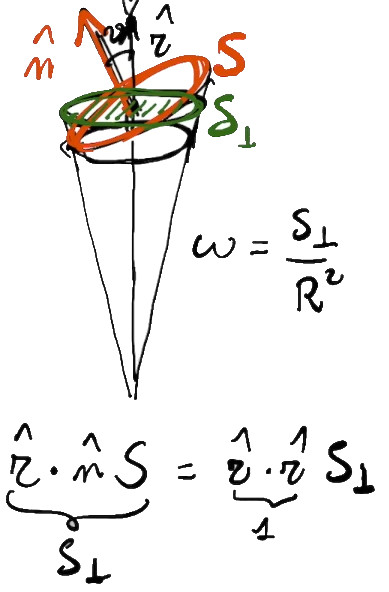 n̂ r̂ S
S⊥
ω = S⊥ / R²
r̂ · n̂ S = r̂ · r̂ S⊥
S⊥ 1